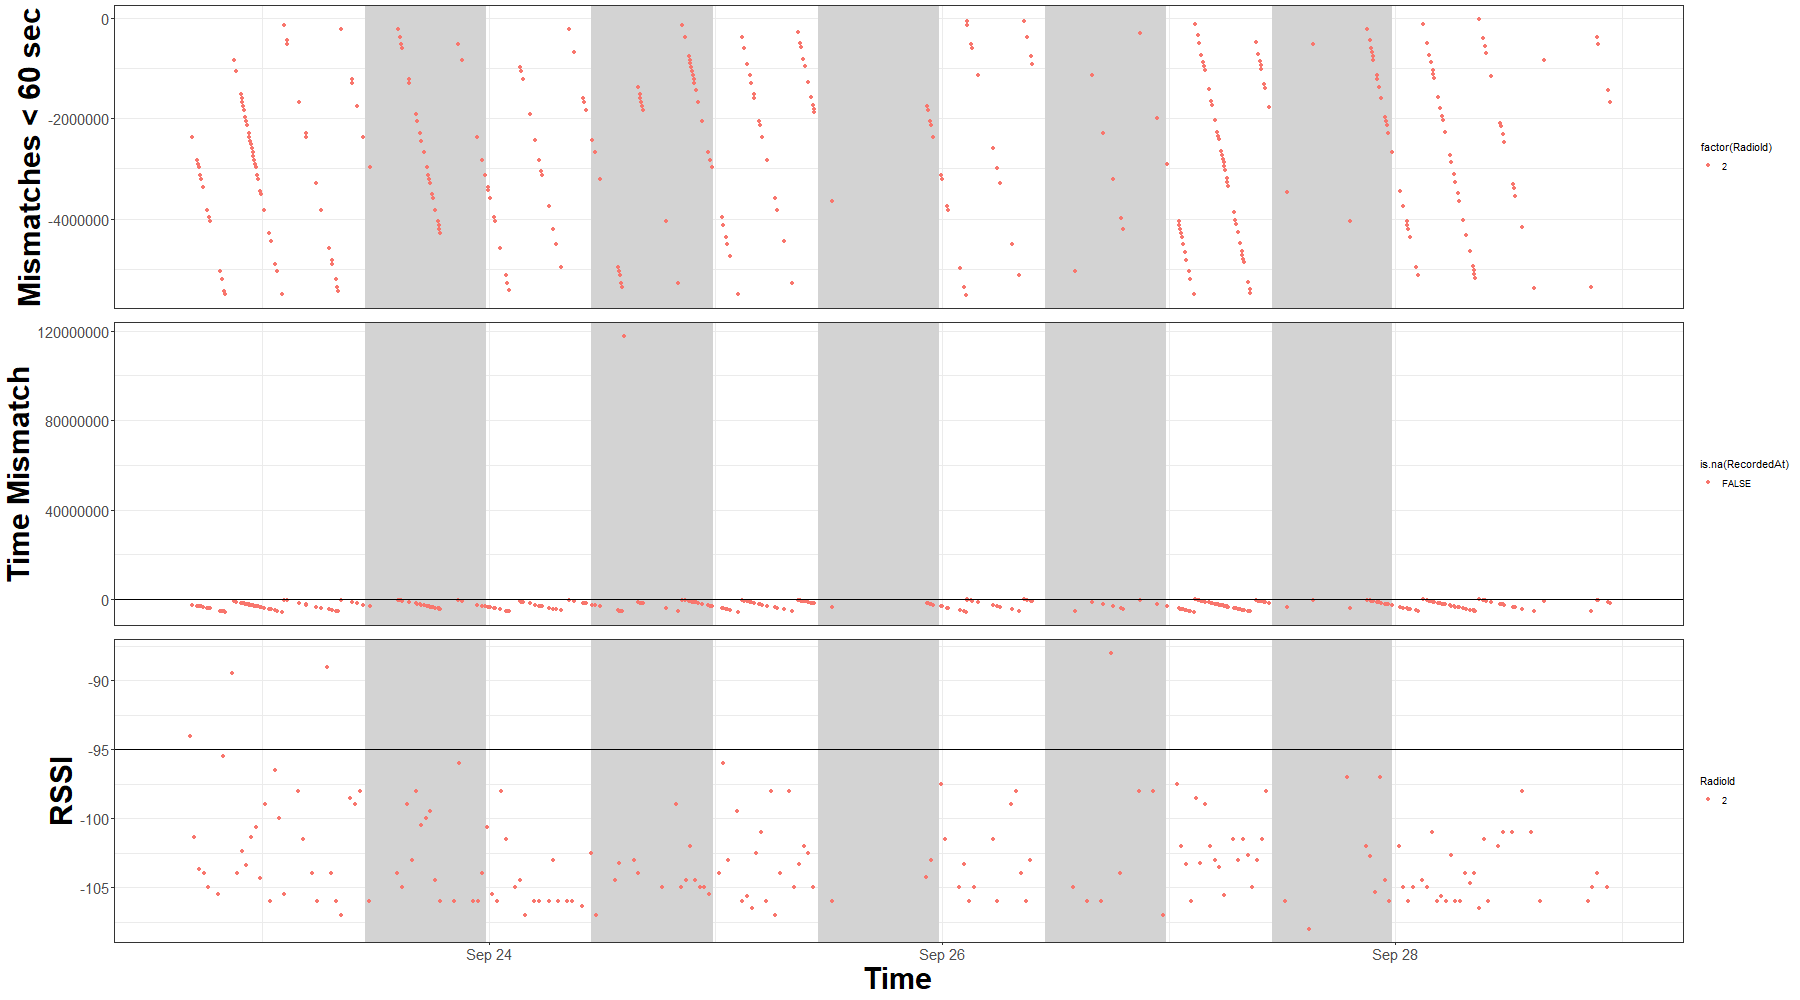 Mismatches < 60 sec
0
-2000000
-4000000
factor(RadioId)
2
Time Mismatch
120000000
80000000
40000000
0
is.na(RecordedAt)
FALSE
RSSI
-90
-95
-100
-105
RadioId
2
Sep 24
Sep 26
Sep 28
Time